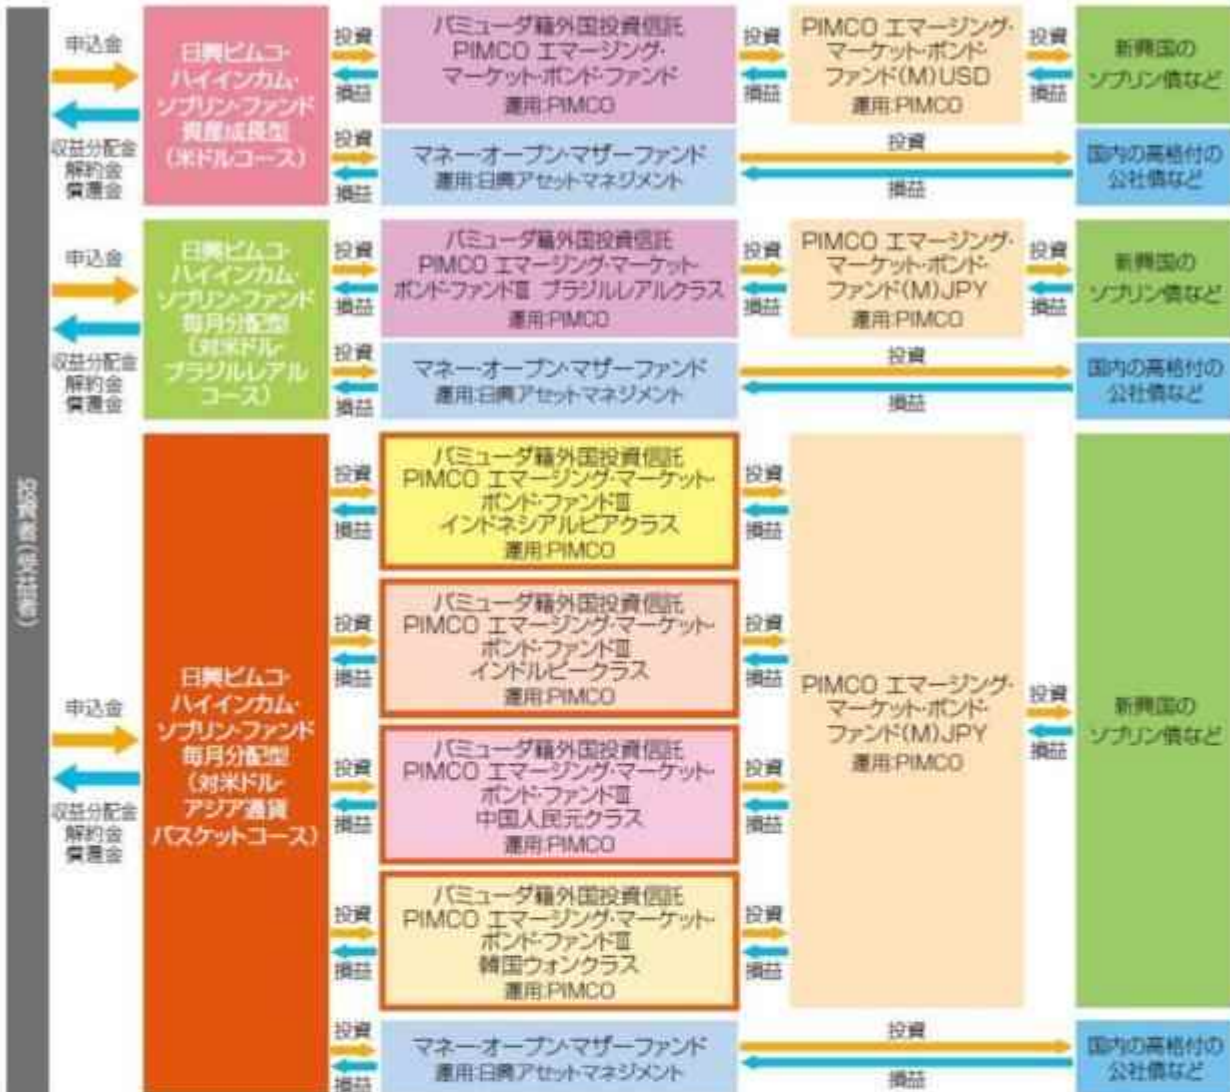 投資者(受益者)
申込金
収益分配金
解約金
償還金
日興ピムコ・
ハイインカム・
ソブリン・ファンド
資産成長型
(米ドルコース)
投資
損益
バミューダ籍外国投資信託
PIMCO エマージング・
マーケット・ボンド・ファンド
運用:PIMCO
投資
損益
PIMCO エマージング・
マーケット・ボンド・
ファンド(M)USD
運用:PIMCO
投資
損益
新興国の
ソブリン債など
投資
損益
マネー・オープン・マザーファンド
運用:日興アセットマネジメント
投資
損益
国内の高格付の
公社債など
申込金
収益分配金
解約金
償還金
日興ピムコ・
ハイインカム・
ソブリン・ファンド
毎月分配型
(対米ドル・
ブラジルレアル
コース)
投資
損益
バミューダ籍外国投資信託
PIMCO エマージング・マーケット・
ボンド・ファンドⅢ ブラジルレアルクラス
運用:PIMCO
投資
損益
PIMCO エマージング・
マーケット・ボンド・
ファンド(M)JPY
運用:PIMCO
投資
損益
新興国の
ソブリン債など
投資
損益
マネー・オープン・マザーファンド
運用:日興アセットマネジメント
投資
損益
国内の高格付の
公社債など
申込金
収益分配金
解約金
償還金
日興ピムコ・
ハイインカム・
ソブリン・ファンド
毎月分配型
(対米ドル・
アジア通貨
バスケットコース)
投資
損益
バミューダ籍外国投資信託
PIMCO エマージング・マーケット・
ボンド・ファンドⅢ
インドネシアルピアクラス
運用:PIMCO
投資
損益
投資
損益
バミューダ籍外国投資信託
PIMCO エマージング・マーケット・
ボンド・ファンドⅢ
インドルピークラス
運用:PIMCO
投資
損益
投資
損益
バミューダ籍外国投資信託
PIMCO エマージング・マーケット・
ボンド・ファンドⅢ
中国人民元クラス
運用:PIMCO
投資
損益
投資
損益
バミューダ籍外国投資信託
PIMCO エマージング・マーケット・
ボンド・ファンドⅢ
韓国ウォンクラス
運用:PIMCO
投資
損益
PIMCO エマージング・
マーケット・ボンド・
ファンド(M)JPY
運用:PIMCO
投資
損益
新興国の
ソブリン債など
投資
損益
マネー・オープン・マザーファンド
運用:日興アセットマネジメント
投資
損益
国内の高格付の
公社債など